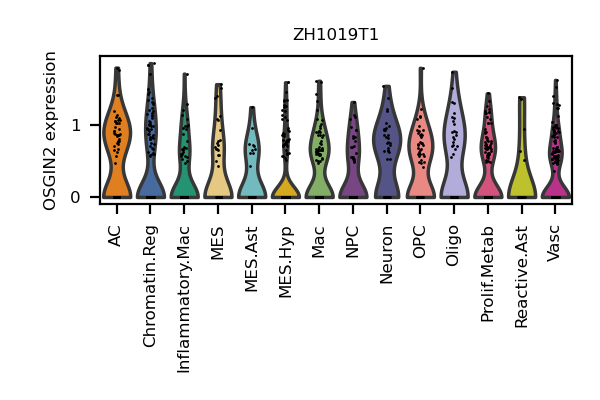 ZH1019T1
OSGIN2 expression
1
0
AC
Chromatin.Reg
Inflammatory.Mac
MES
MES.Ast
MES.Hyp
Mac
NPC
Neuron
OPC
Oligo
Prolif.Metab
Reactive.Ast
Vasc